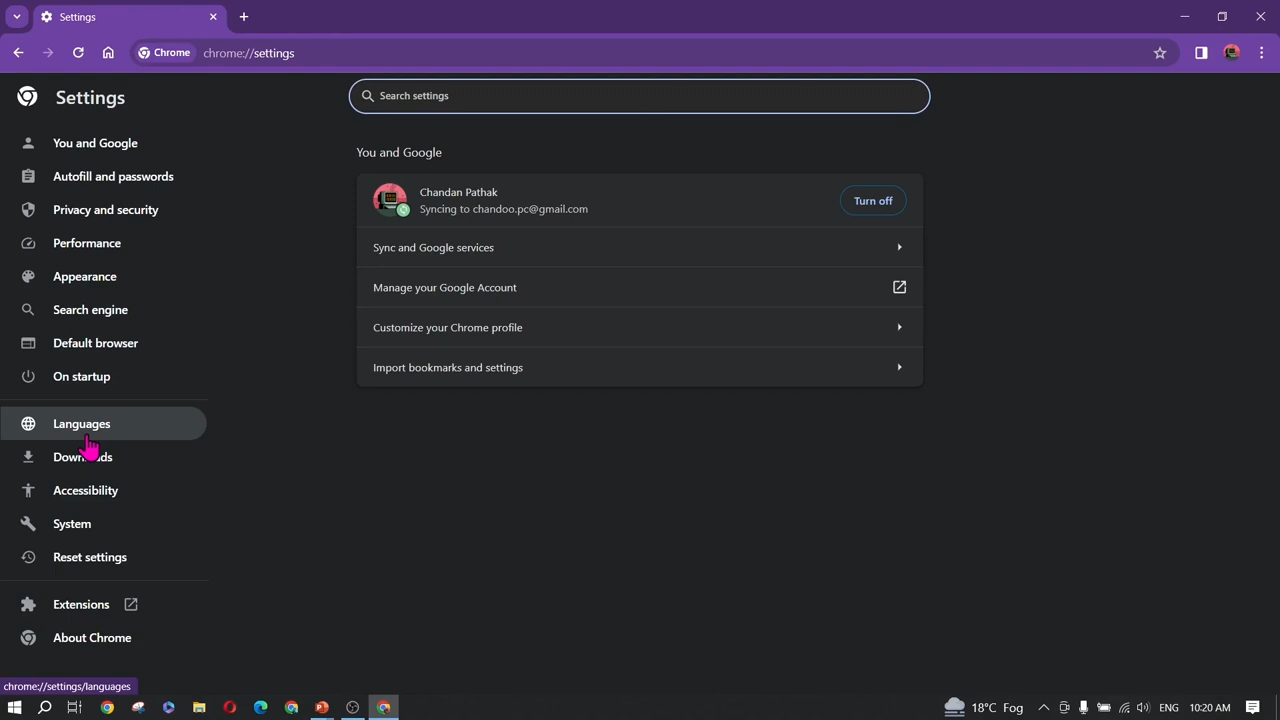 Settings
Chrome
chrome://settings
Settings
Search settings
You and Google
Autofill and passwords
Privacy and security
Performance
Appearance
Search engine
Default browser
On startup
Languages
Downloads
Accessibility
System
Reset settings
Extensions
About Chrome
You and Google
Chandan Pathak
Syncing to chandoo.pc@gmail.com
Turn off
Sync and Google services
Manage your Google Account
Customize your Chrome profile
Import bookmarks and settings
chrome://settings/languages
18°C Fog
ENG
10:20 AM